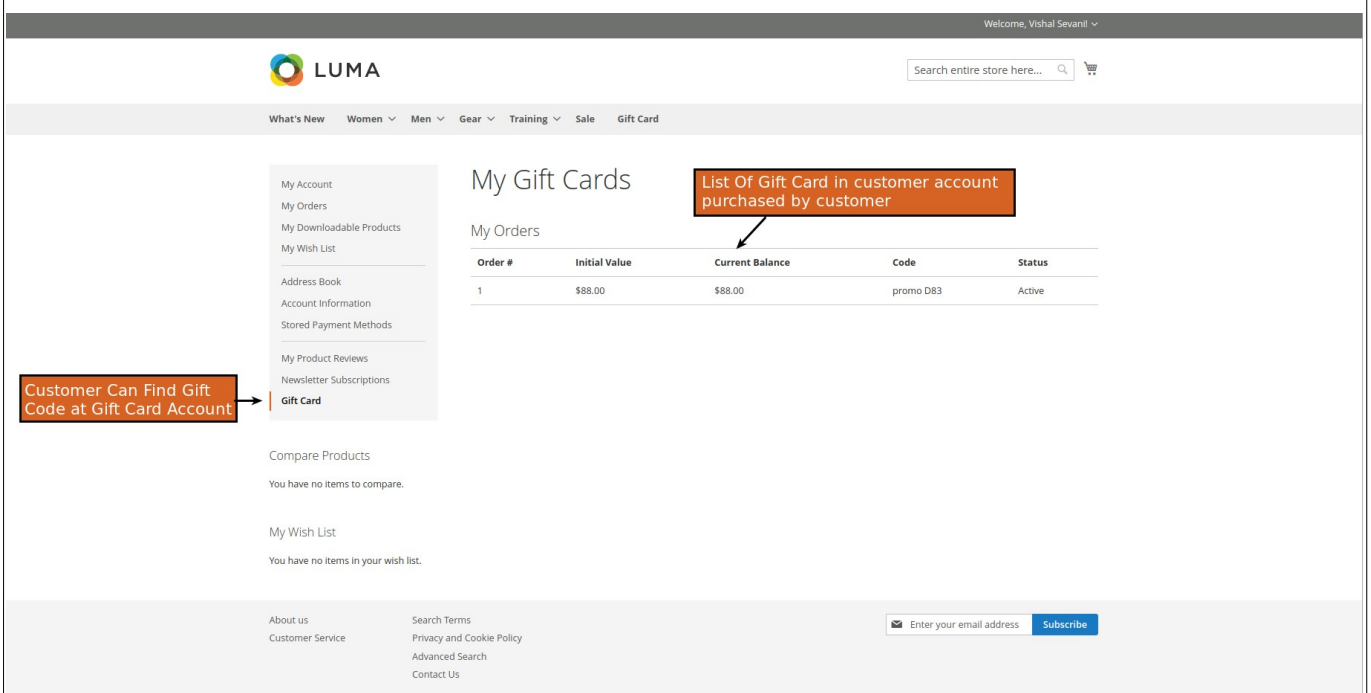 Welcome, Vishal Sevani!
LUMA
Search entire store here...
What's New Women Men Gear Training Sale Gift Card
My Account
My Orders
My Downloadable Products
My Wish List
Address Book
Account Information
Stored Payment Methods
My Product Reviews
Newsletter Subscriptions
Gift Card
Customer Can Find Gift
Code at Gift Card Account
My Gift Cards
List Of Gift Card in customer account
purchased by customer
My Orders
Order # Initial Value Current Balance Code Status
1 $88.00 $88.00 promo D83 Active
Compare Products
You have no items to compare.
My Wish List
You have no items in your wish list.
About us
Customer Service
Search Terms
Privacy and Cookie Policy
Advanced Search
Contact Us
Enter your email address Subscribe